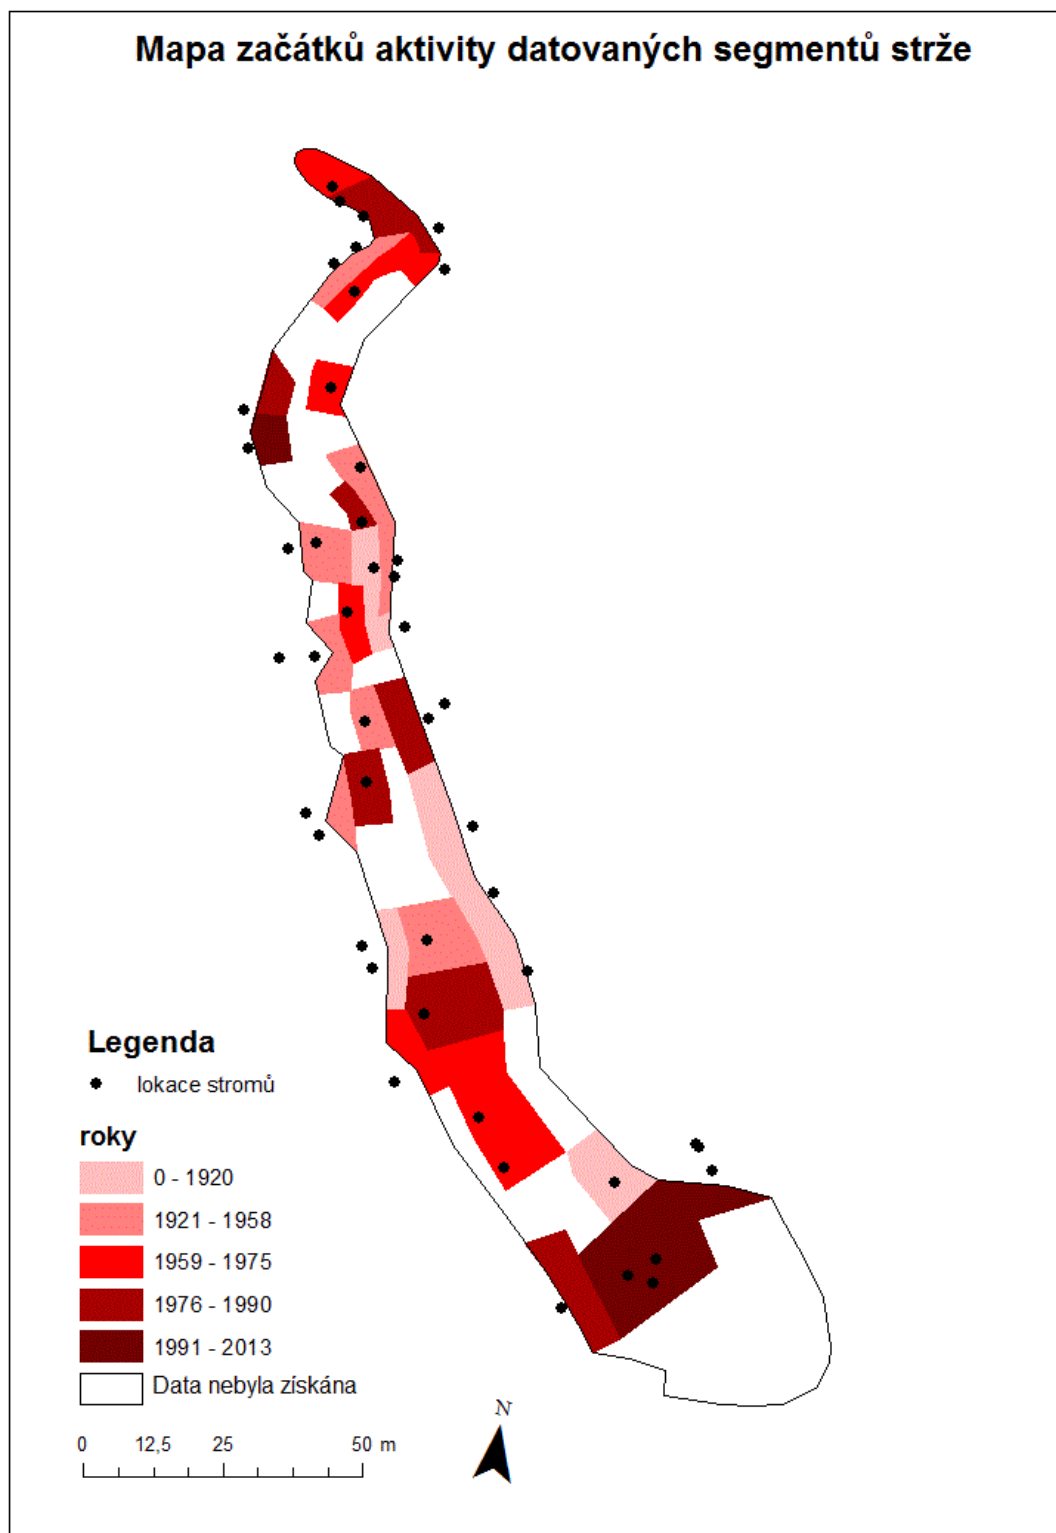 Mapa začátků aktivity datovaných segmentů strže
Legenda
lokace stromů
roky
0 - 1920
1921 - 1958
1959 - 1975
1976 - 1990
1991 - 2013
Data nebyla získána
0 12,5 25 50 m
N